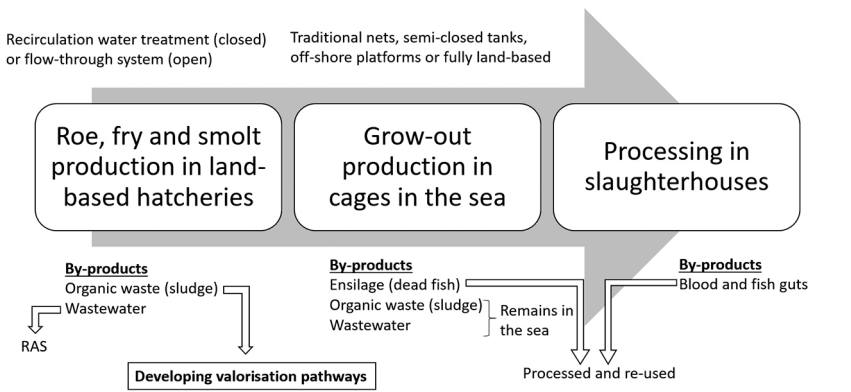 Recirculation water treatment (closed)
or flow-through system (open)
Traditional nets, semi-closed tanks,
off-shore platforms or fully land-based
Roe, fry and smolt
production in land-
based hatcheries
Grow-out
production in
cages in the sea
Processing in
slaughterhouses
By-products
Organic waste (sludge)
Wastewater
RAS
Developing valorisation pathways
By-products
Ensilage (dead fish)
Organic waste (sludge)
Wastewater
Remains in
the sea
By-products
Blood and fish guts
Processed and re-used